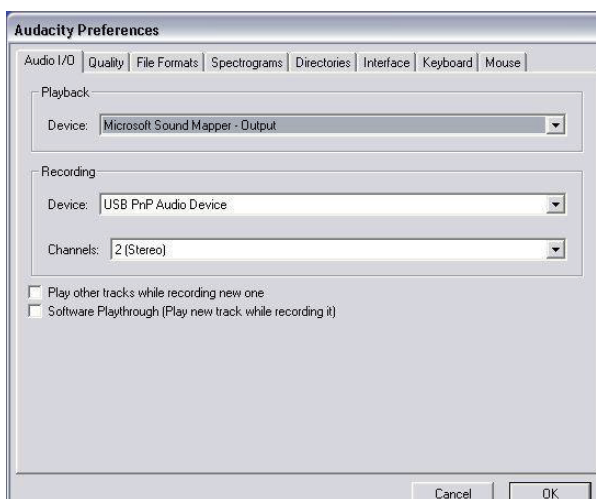 Audacity Preferences
Audio I/O Quality File Formats Spectrograms Directories Interface Keyboard Mouse
Playback
Device: Microsoft Sound Mapper - Output
Recording
Device: USB PnP Audio Device
Channels: 2 (Stereo)
Play other tracks while recording new one
Software Playthrough (Play new track while recording it)
Cancel OK